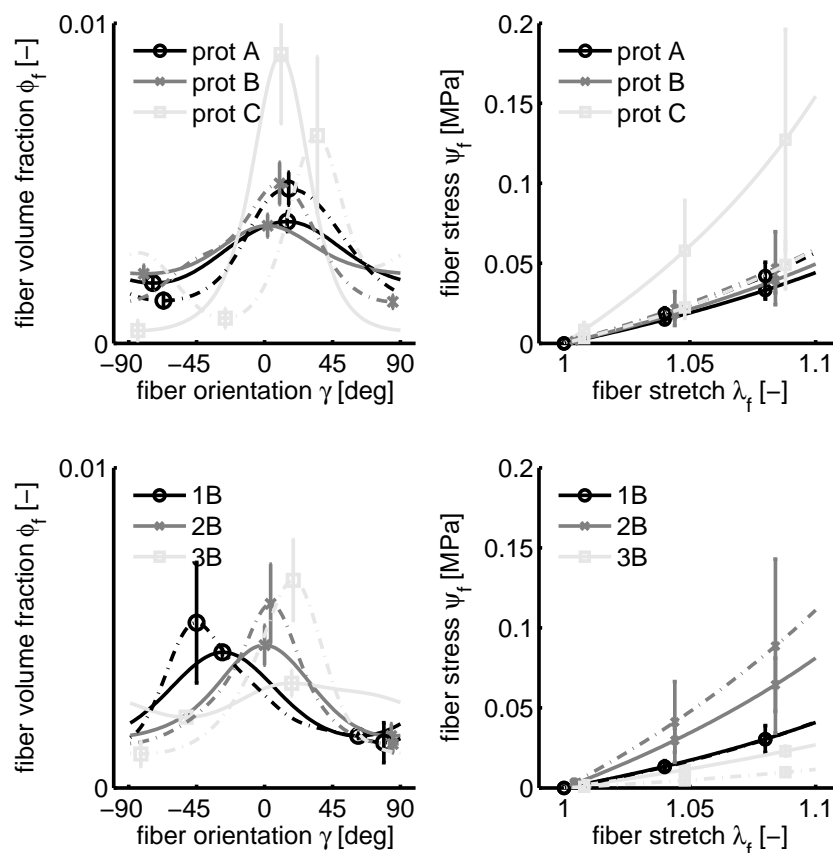 0.01
0
fiber volume fraction ϕf [−]
prot A
prot B
prot C
−90 −45 0 45 90
fiber orientation γ [deg]
0.2
0.15
0.1
0.05
0
fiber stress ψf [MPa]
prot A
prot B
prot C
1 1.05 1.1
fiber stretch λf [−]
0.01
0
fiber volume fraction ϕf [−]
1B
2B
3B
−90 −45 0 45 90
fiber orientation γ [deg]
0.2
0.15
0.1
0.05
0
fiber stress ψf [MPa]
1B
2B
3B
1 1.05 1.1
fiber stretch λf [−]